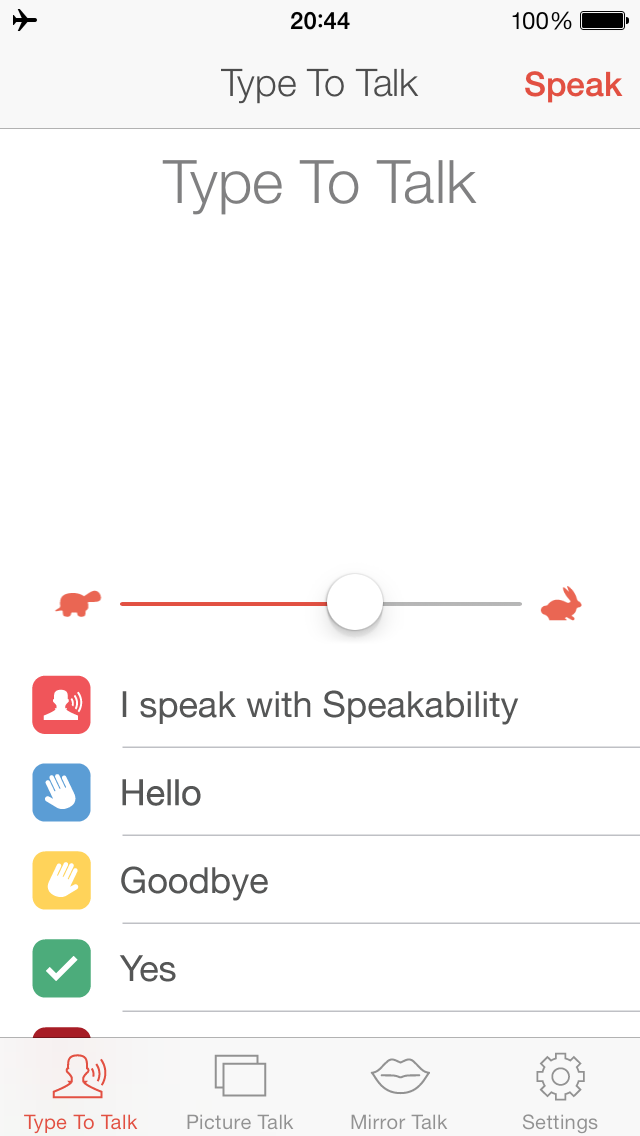 20:44 100%
Type To Talk Speak
Type To Talk
I speak with Speakability
Hello
Goodbye
Yes
Type To Talk Picture Talk Mirror Talk Settings